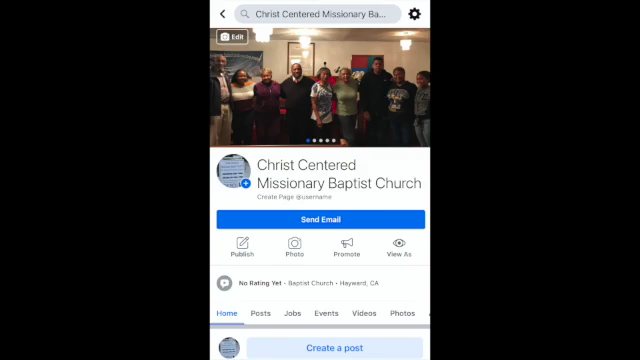 Christ Centered Missionary Ba...
Edit
Christ Centered
Missionary Baptist Church
Create Page @username
Send Email
Publish Photo Promote View As
No Rating Yet · Baptist Church · Hayward, CA
Home Posts Jobs Events Videos Photos
Create a post